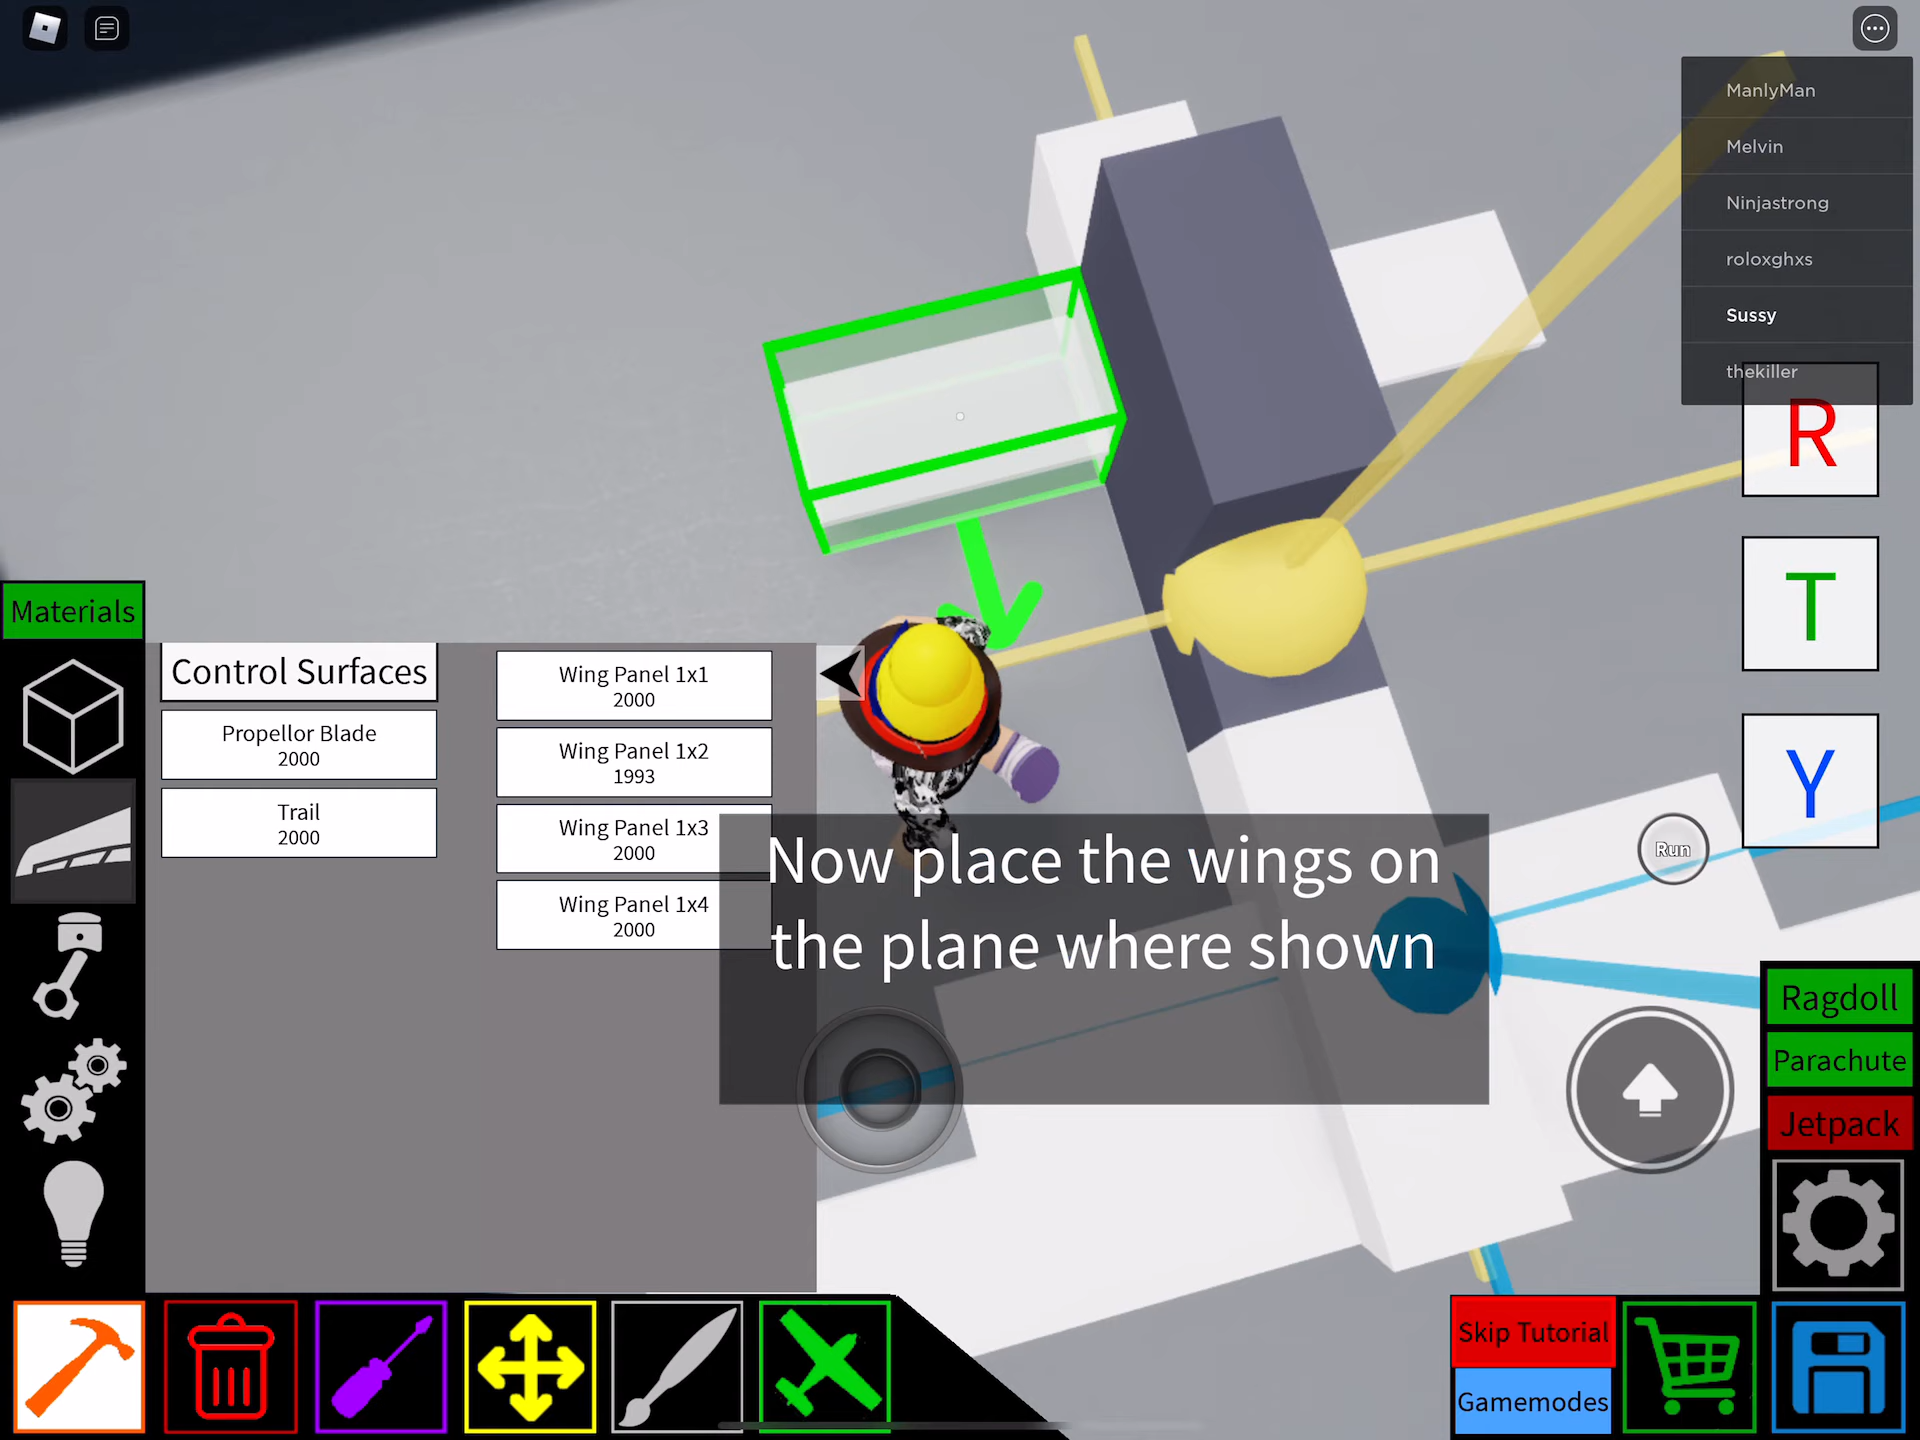 ManlyMan
Melvin
Ninjastrong
roloxghxs
Sussy
thekiller
R
T
Y
Materials
Control Surfaces
Propellor Blade
2000
Trail
2000
Wing Panel 1x1
2000
Wing Panel 1x2
1993
Wing Panel 1x3
2000
Wing Panel 1x4
2000
Now place the wings on
the plane where shown
Run
Ragdoll
Parachute
Jetpack
Skip Tutorial
Gamemodes